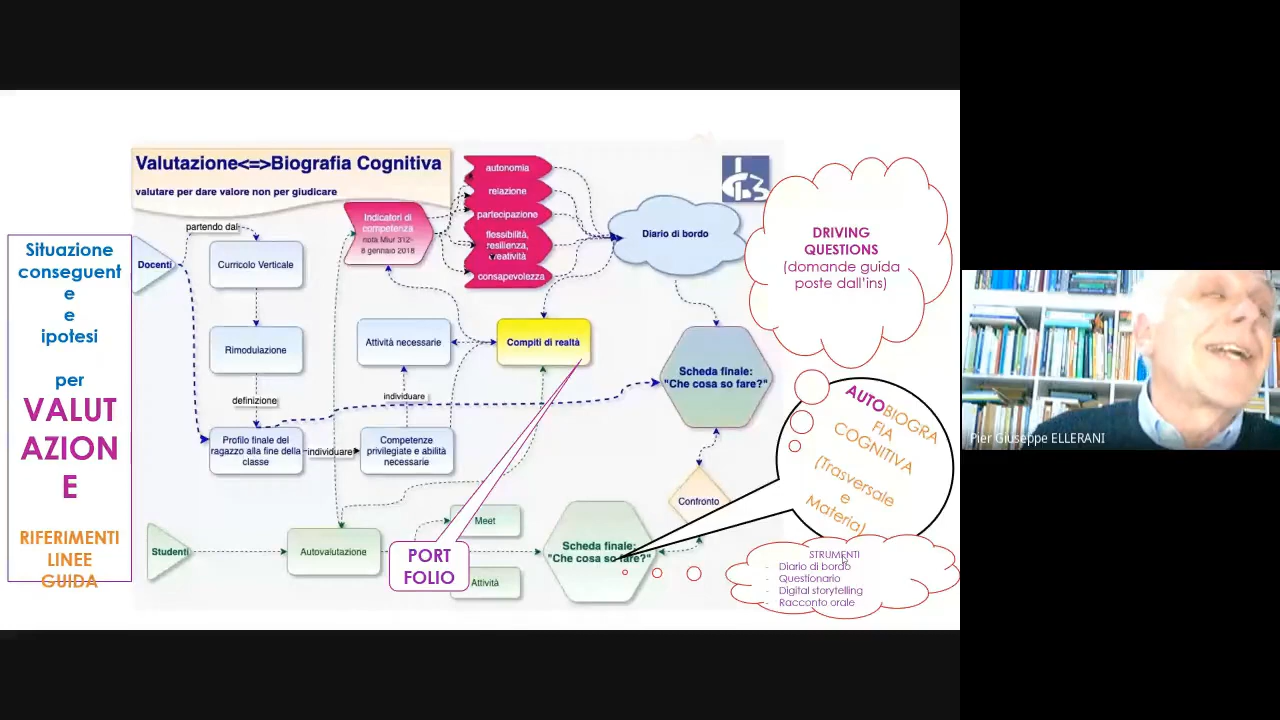 Valutazione<=>Biografia Cognitiva
valutare per dare valore non per giudicare
Situazione
conseguent
e
e
ipotesi
per
VALUT
AZION
E
RIFERIMENTI
LINEE
GUIDA
partendo dal
Docenti
Curricolo Verticale
Rimodulazione
definizione
Profilo finale del
ragazzo alla fine della
classe
individuare
Competenze
privilegiate e abilità
necessarie
individuare
Attività necessarie
Indicatori di
competenza
nota Miur 312-
8 gennaio 2018
autonomia
relazione
partecipazione
flessibilità,
resilienza,
creatività
consapevolezza
Diario di bordo
Compiti di realtà
Scheda finale:
"Che cosa so fare?"
Confronto
Studenti
Autovalutazione
Meet
Attività
PORT
FOLIO
Scheda finale:
"Che cosa so fare?"
DRIVING
QUESTIONS
(domande guida
poste dall'ins)
AUTOBIOGRA
FIA
COGNITIVA
(Trasversale
e
Materia)
STRUMENTI
- Diario di bordo
- Questionario
- Digital storytelling
- Racconto orale
Pier Giuseppe ELLERANI